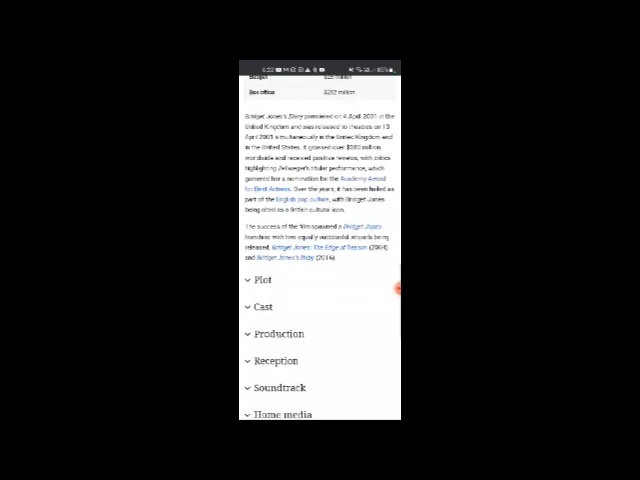 Budget $25 million
Box office $282 million
Bridget Jones's Diary premiered on 4 April 2001 in the
United Kingdom and was released to theatres on 13
April 2001 simultaneously in the United Kingdom and
in the United States. It grossed over $280 million
worldwide and received positive reviews, with critics
highlighting Zellweger's titular performance, which
garnered her a nomination for the Academy Award
for Best Actress. Over the years, it has been hailed as
part of the English pop culture, with Bridget Jones
being cited as a British cultural icon.
The success of the film spawned a Bridget Jones
franchise with two equally successful sequels being
released, Bridget Jones: The Edge of Reason (2004)
and Bridget Jones's Baby (2016).
Plot
Cast
Production
Reception
Soundtrack
Home media